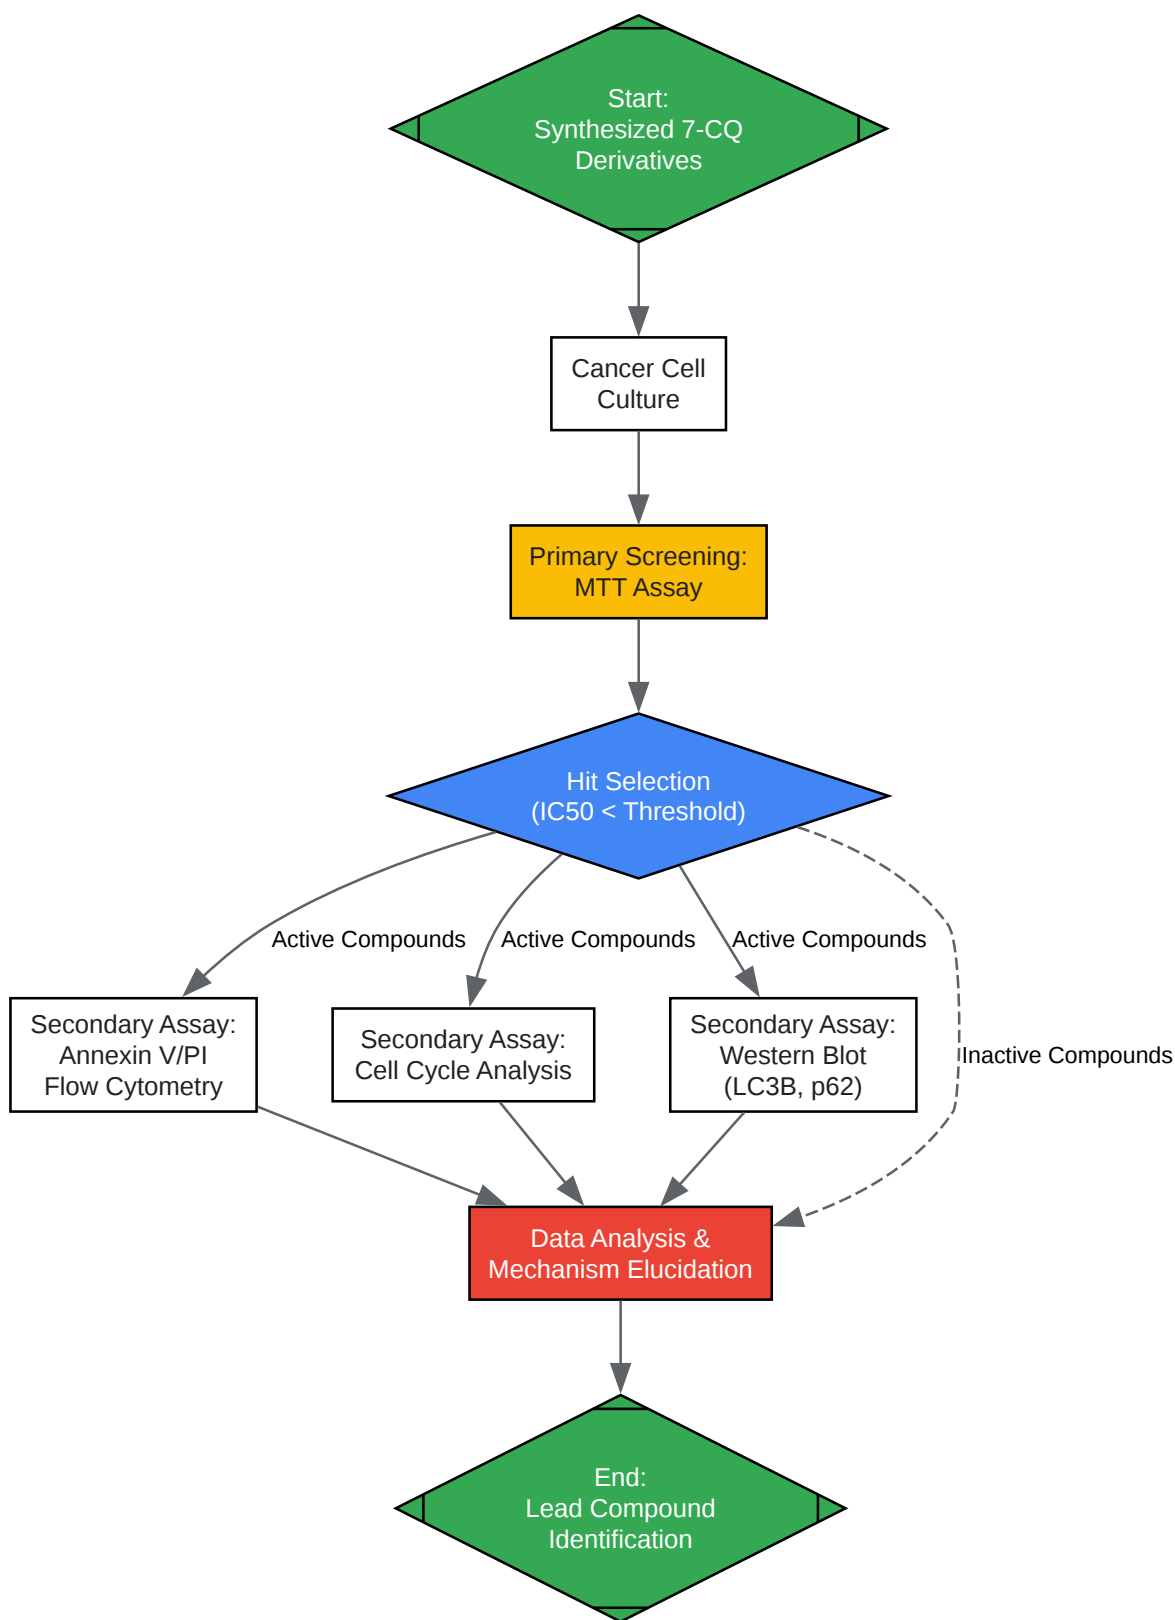 Start:
Synthesized 7-CQ
Derivatives
Cancer Cell
Culture
Primary Screening:
MTT Assay
Hit Selection
(IC50 < Threshold)
Active Compounds
Active Compounds
Active Compounds
Inactive Compounds
Secondary Assay:
Annexin V/PI
Flow Cytometry
Secondary Assay:
Cell Cycle Analysis
Secondary Assay:
Western Blot
(LC3B, p62)
Data Analysis &
Mechanism Elucidation
End:
Lead Compound
Identification